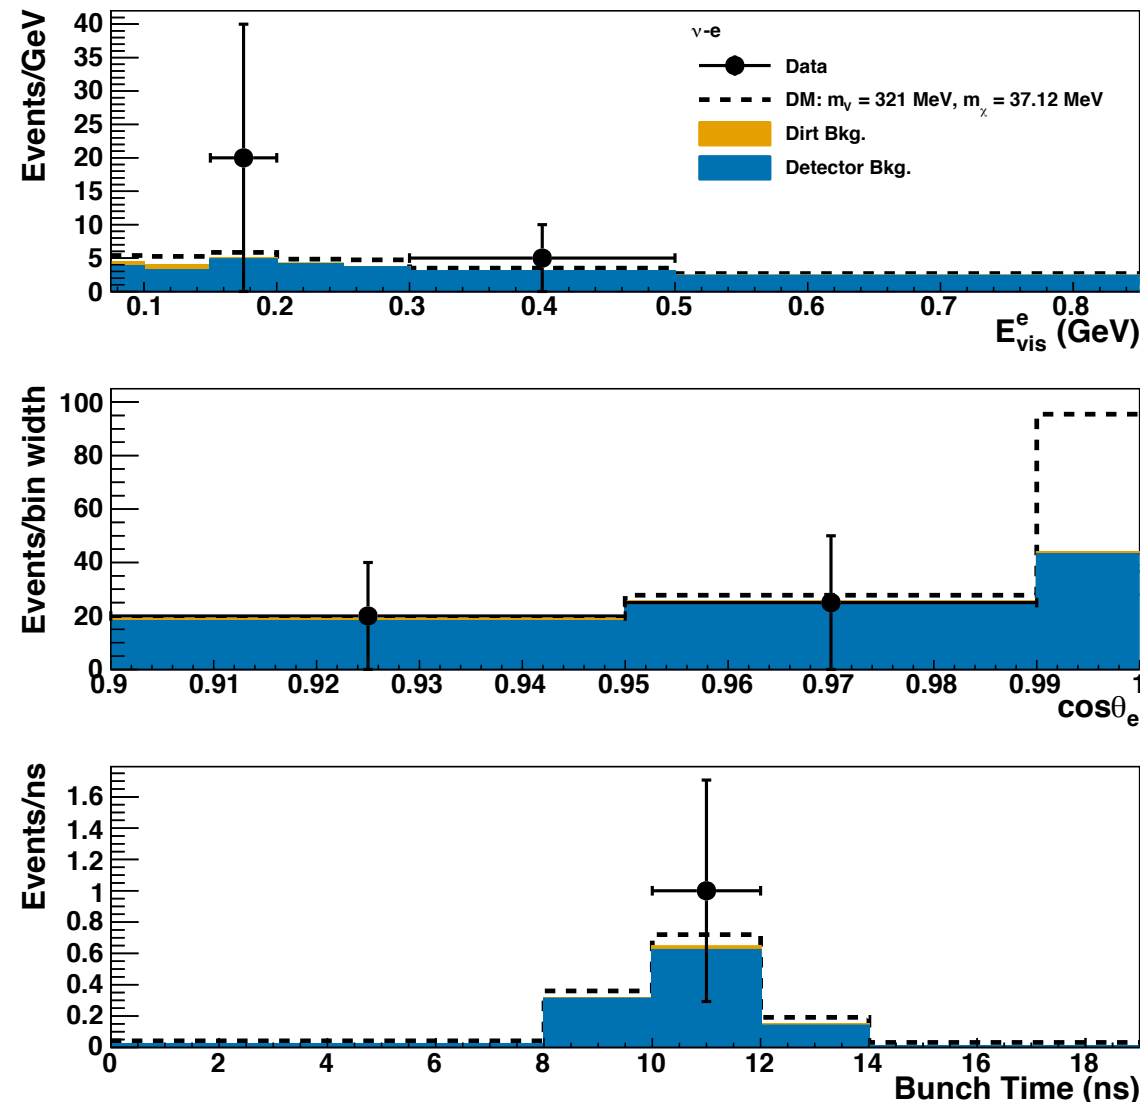 Events/GeV
40
35
30
25
20
15
10
5
0
ν-e
Data
DM: m_V = 321 MeV, m_χ = 37.12 MeV
Dirt Bkg.
Detector Bkg.
0.1 0.2 0.3 0.4 0.5 0.6 0.7 0.8
E^e_vis (GeV)
Events/bin width
100
80
60
40
20
0
0.9 0.91 0.92 0.93 0.94 0.95 0.96 0.97 0.98 0.99 1
cosθ_e
Events/ns
1.6
1.4
1.2
1
0.8
0.6
0.4
0.2
0
0 2 4 6 8 10 12 14 16 18
Bunch Time (ns)